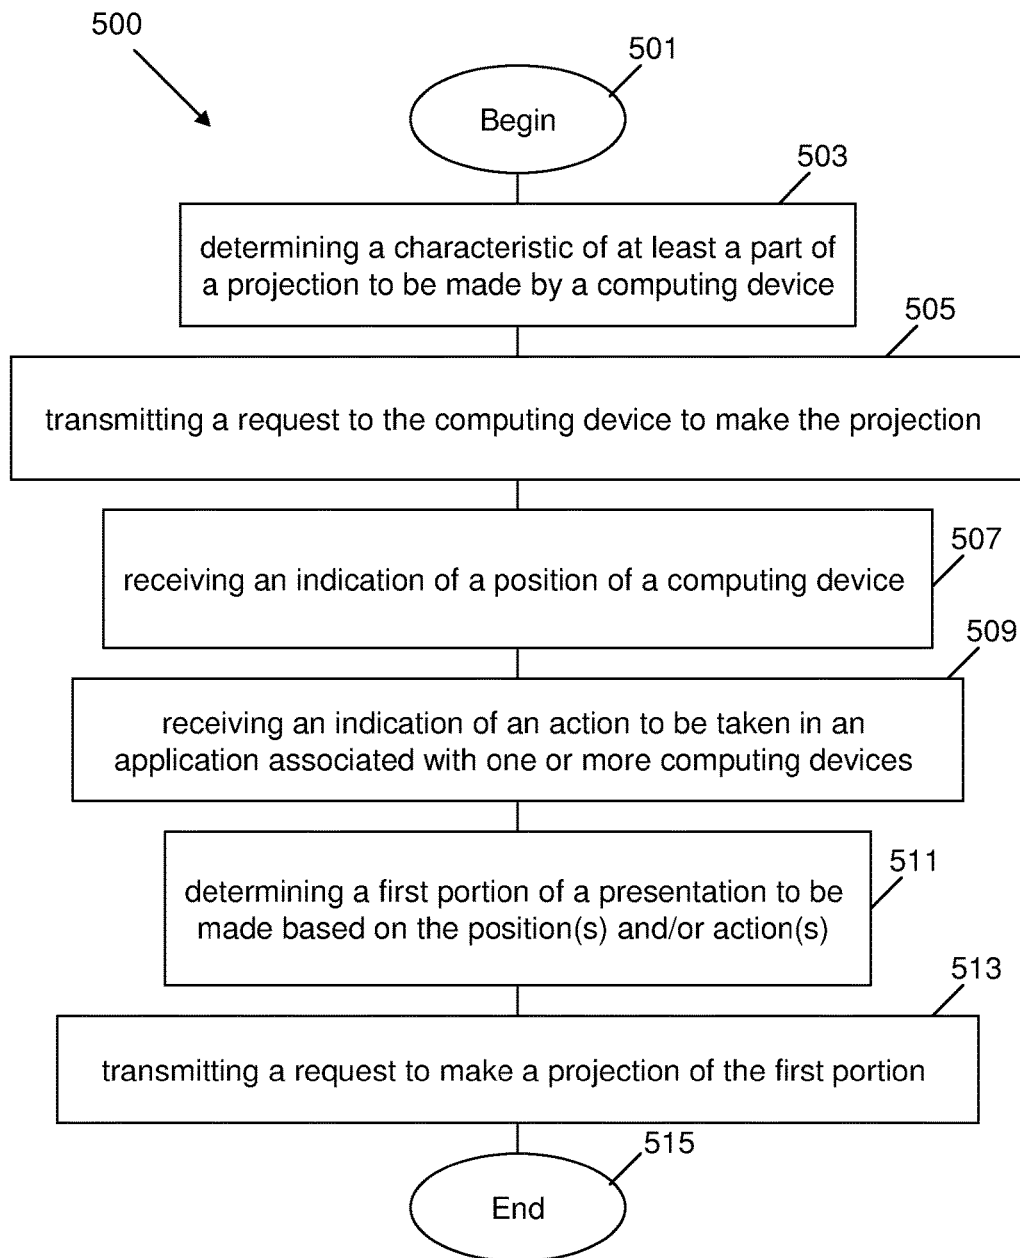 500
501
Begin
503
determining a characteristic of at least a part of
a projection to be made by a computing device
505
transmitting a request to the computing device to make the projection
507
receiving an indication of a position of a computing device
509
receiving an indication of an action to be taken in an
application associated with one or more computing devices
511
determining a first portion of a presentation to be
made based on the position(s) and/or action(s)
513
transmitting a request to make a projection of the first portion
515
End